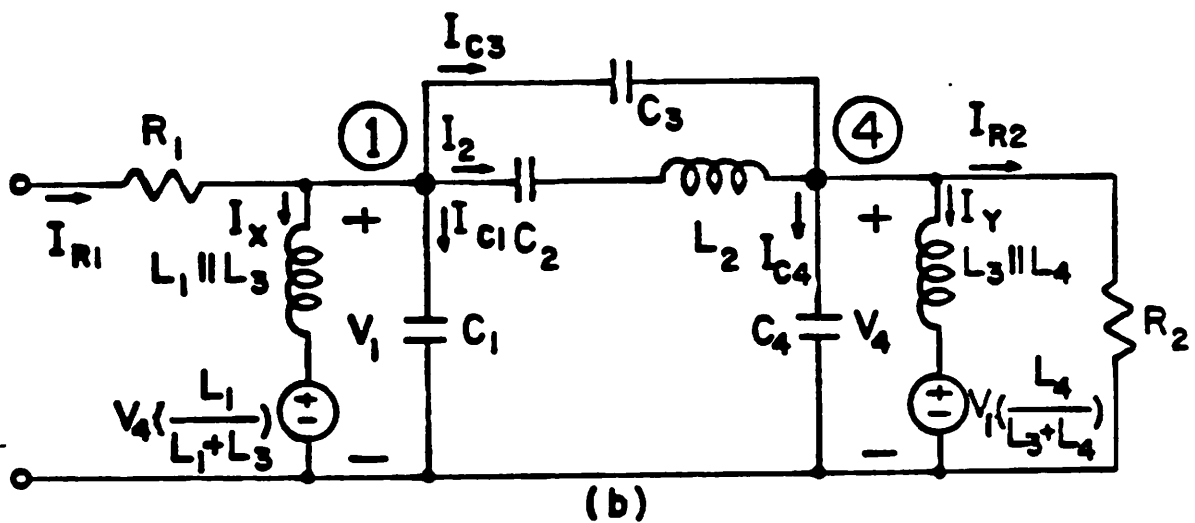 I_C3
C_3
R_1
①
I_2
④
I_R2
I_R1
I_X
+
I_C1
C_2
L_2
I_C4
+
I_Y
L_1 || L_3
L_3 || L_4
V_1
C_1
C_4
V_4
R_2
V_4(L_1/(L_1+L_3))
+
−
+
−
V_1(L_4/(L_3+L_4))
−
−
(b)